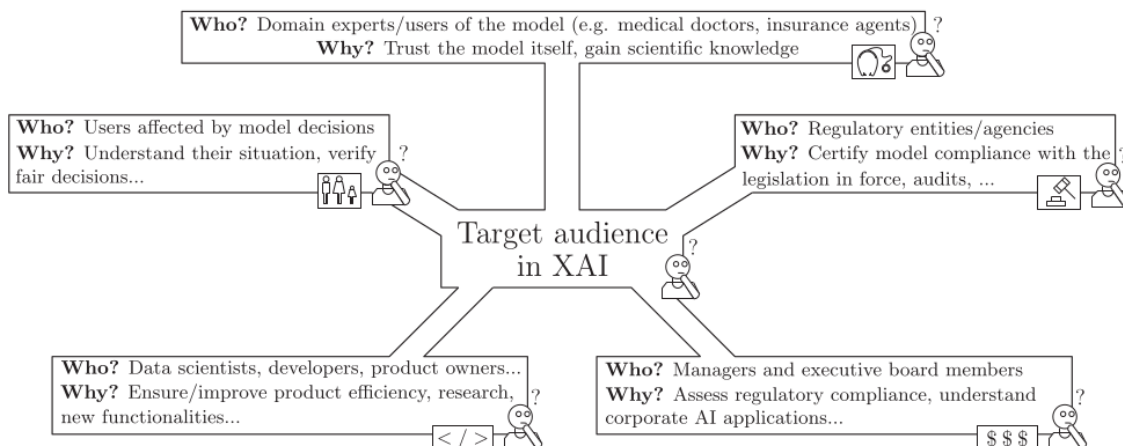 Who? Domain experts/users of the model (e.g. medical doctors, insurance agents)
?
Why? Trust the model itself, gain scientific knowledge
Who? Users affected by model decisions
Why? Understand their situation, verify
fair decisions...
?
Who? Regulatory entities/agencies
Why? Certify model compliance with the
legislation in force, audits, ...
?
Target audience
in XAI
?
Who? Data scientists, developers, product owners...
Why? Ensure/improve product efficiency, research,
new functionalities...
?
< / >
Who? Managers and executive board members
Why? Assess regulatory compliance, understand
corporate AI applications...
?
$ $ $